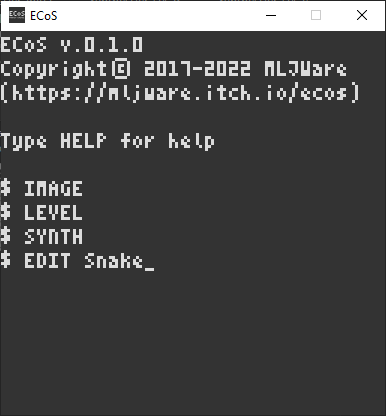 ECoS
ECoS v.0.1.0
Copyright© 2017-2022 MLJWare
(https://mljware.itch.io/ecos)
Type HELP for help
$ IMAGE
$ LEVEL
$ SYNTH
$ EDIT Snake_